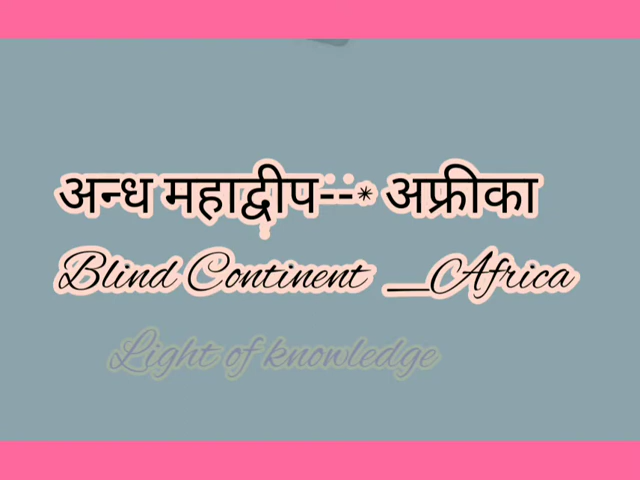 अन्ध महाद्वीप--* अफ्रीका
Blind Continent _Africa
Light of knowledge